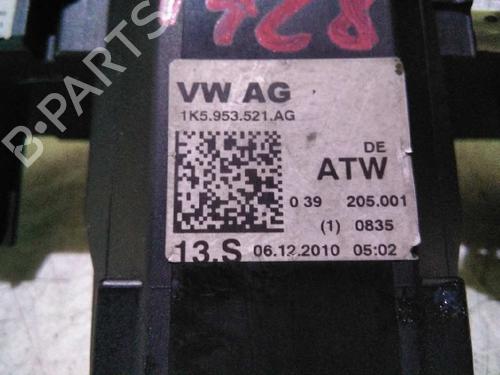 428
VW AG
1K5.953.521.AG
DE
ATW
0 39 205.001
(1) 0835
13.S 06.12.2010 05:02
B-PARTS